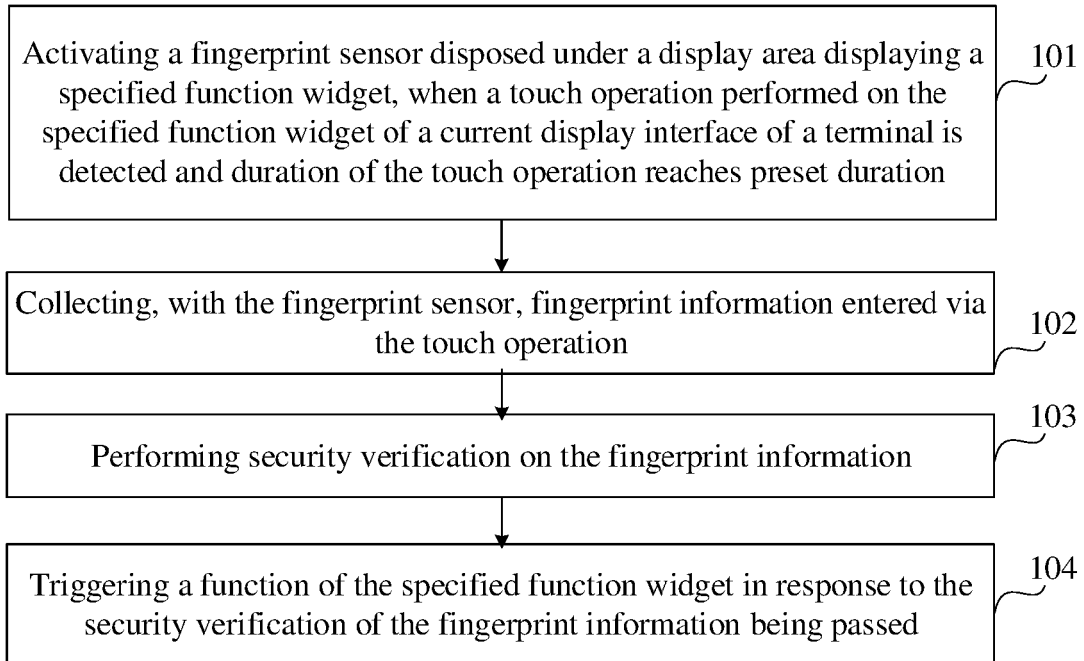 Activating a fingerprint sensor disposed under a display area displaying a
specified function widget, when a touch operation performed on the
specified function widget of a current display interface of a terminal is
detected and duration of the touch operation reaches preset duration
101
Collecting, with the fingerprint sensor, fingerprint information entered via
the touch operation
102
Performing security verification on the fingerprint information
103
Triggering a function of the specified function widget in response to the
security verification of the fingerprint information being passed
104